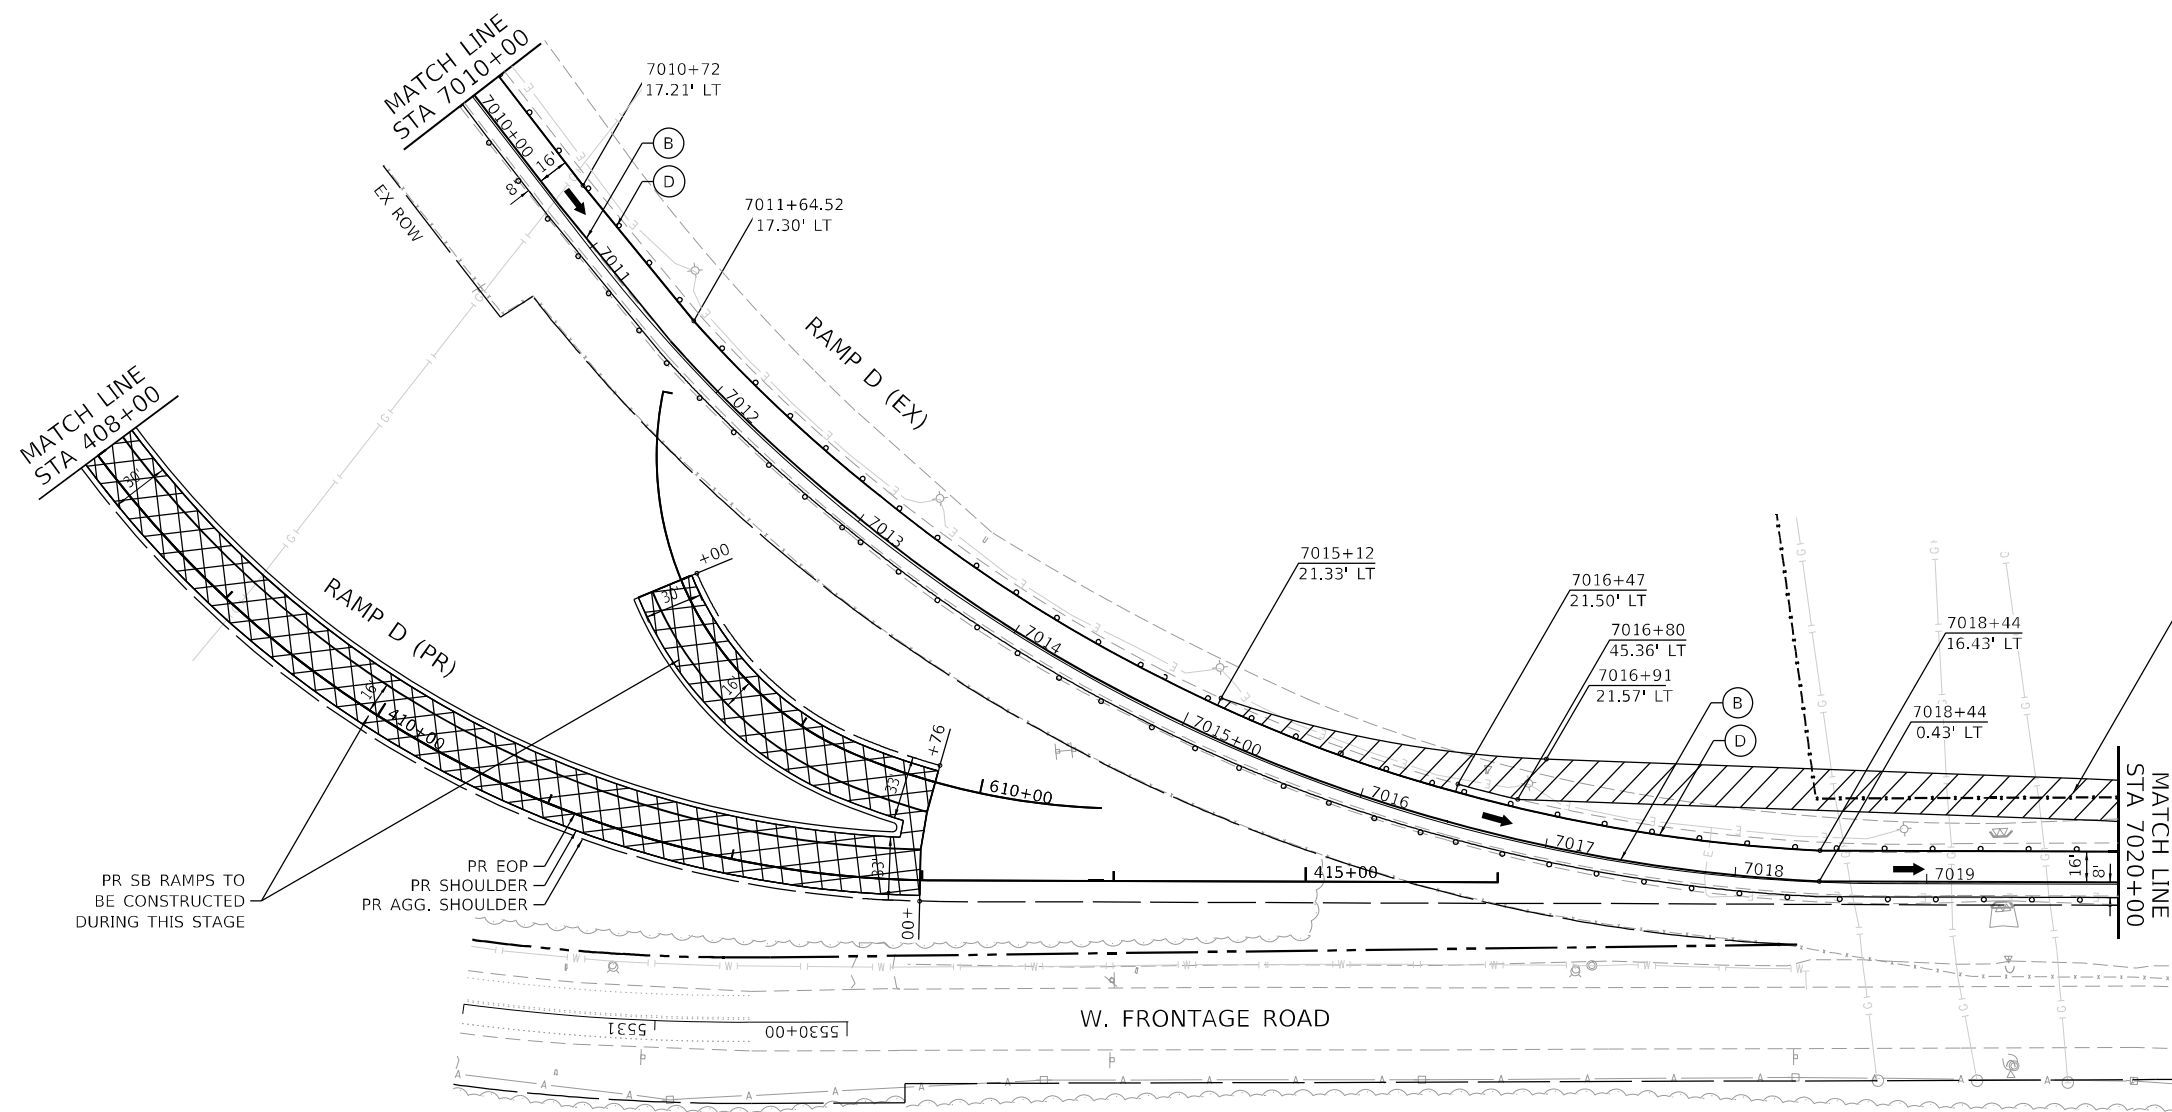 MATCH LINE
STA 7010+00
7010+00
16'
8'
7010+72
17.21' LT
B
D
EX ROW
7011
7011+64.52
17.30' LT
RAMP D (EX)
7012
MATCH LINE
STA 408+00
30'
RAMP D (PR)
16'
410+00
+00
30'
16'
+76
33'
33'
610+00
415+00
+00
7013
7014
7015+12
21.33' LT
7015+00
7016+47
21.50' LT
7016+80
45.36' LT
7016+91
21.57' LT
7016
7017
B
D
7018+44
16.43' LT
7018+44
0.43' LT
7018
7019
16'
8'
MATCH LINE
STA 7020+00
PR EOP
PR SHOULDER
PR AGG. SHOULDER
PR SB RAMPS TO
BE CONSTRUCTED
DURING THIS STAGE
W. FRONTAGE ROAD
5531
5530+00